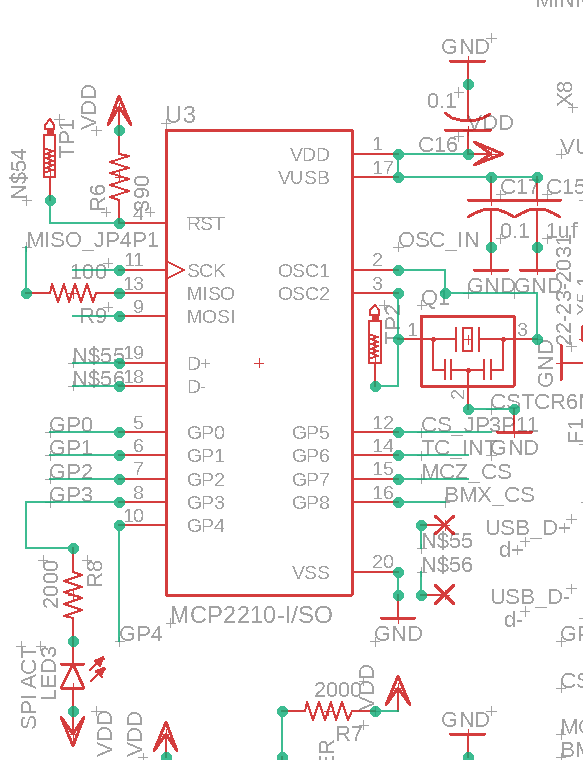 MINN
GND
X8
0.1
VDD
C16
VDD
U3
TP1
N$54
R6
390
4
VDD
1
VUSB
17
VU
C17
C15
0.1
1uf
RST
MISO_JP4P1
OSC_IN
GND
GND
22-23-2031
X5-1
100
11
SCK
OSC1
2
13
MISO
OSC2
3
R9
9
MOSI
TP2
Q1
1
3
2
GND
N$55
19
D+
N$56
18
D-
CSTCR6M
F1
GP0
5
GP0
GP5
12
CS_JP3P11
GP1
6
GP1
GP6
14
TC_INT
GND
GP2
7
GP2
GP7
15
MCZ_CS
GP3
8
GP3
GP8
16
BMX_CS
10
GP4
USB_D+
d+
N$55
N$56
2000
R8
VSS
20
USB_D-
d-
MCP2210-I/SO
GP4
GND
GP
SPI ACT
LED3
CS
2000
VDD
R7
VDD
VDD
GND
MC
BM
ER